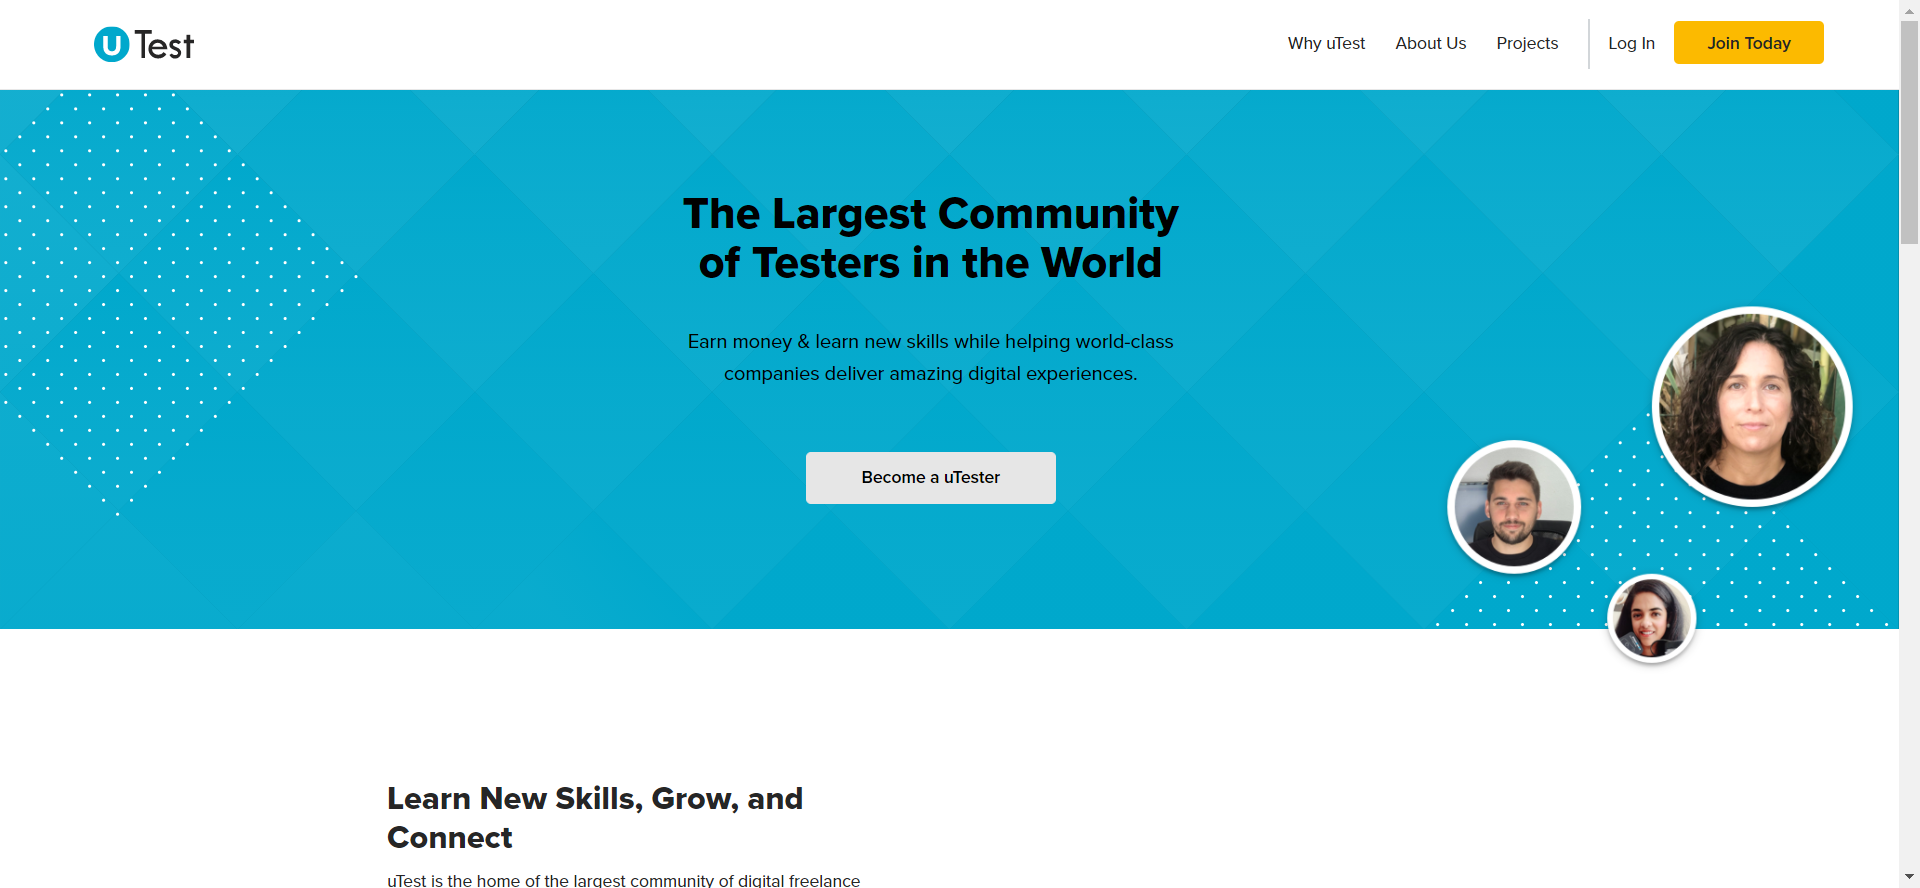 uTest
Why uTest
About Us
Projects
Log In
Join Today
The Largest Community
of Testers in the World
Earn money & learn new skills while helping world-class
companies deliver amazing digital experiences.
Become a uTester
Learn New Skills, Grow, and
Connect
uTest is the home of the largest community of digital freelance